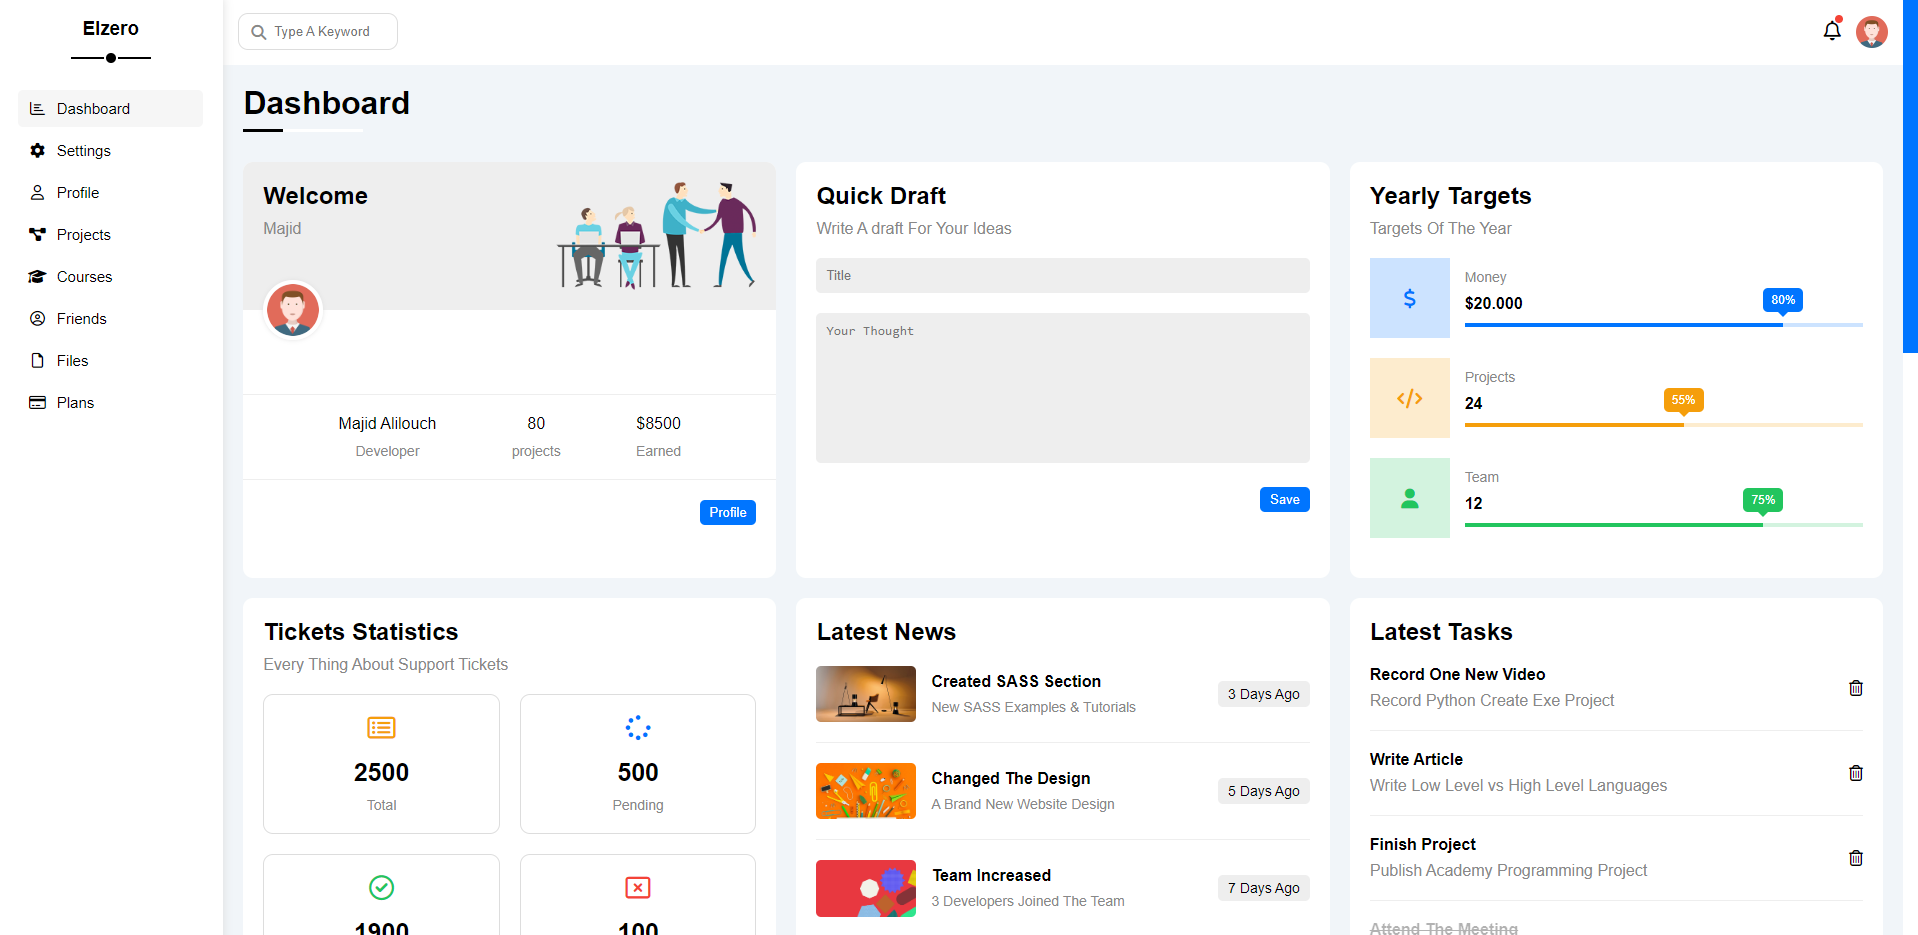 Elzero
Type A Keyword
Dashboard
Settings
Profile
Projects
Courses
Friends
Files
Plans
Dashboard
Welcome
Majid
Majid Alilouch
Developer
80
projects
$8500
Earned
Profile
Quick Draft
Write A draft For Your Ideas
Title
Your Thought
Save
Yearly Targets
Targets Of The Year
Money
$20.000
80%
Projects
24
55%
Team
12
75%
Tickets Statistics
Every Thing About Support Tickets
2500
Total
500
Pending
1900
100
Latest News
Created SASS Section
New SASS Examples & Tutorials
3 Days Ago
Changed The Design
A Brand New Website Design
5 Days Ago
Team Increased
3 Developers Joined The Team
7 Days Ago
Latest Tasks
Record One New Video
Record Python Create Exe Project
Write Article
Write Low Level vs High Level Languages
Finish Project
Publish Academy Programming Project
Attend The Meeting